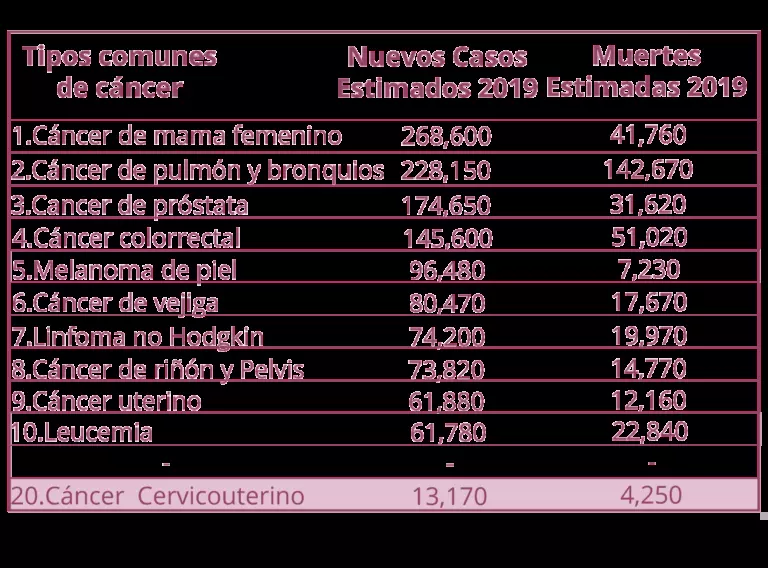 Tipos comunes de cáncer Nuevos Casos Estimados 2019 Muertes Estimadas 2019
1.Cáncer de mama femenino 268,600 41,760
2.Cáncer de pulmón y bronquios 228,150 142,670
3.Cancer de próstata 174,650 31,620
4.Cáncer colorrectal 145,600 51,020
5.Melanoma de piel 96,480 7,230
6.Cáncer de vejiga 80,470 17,670
7.Linfoma no Hodgkin 74,200 19,970
8.Cáncer de riñón y Pelvis 73,820 14,770
9.Cáncer uterino 61,880 12,160
10.Leucemia 61,780 22,840
- - -
20.Cáncer Cervicouterino 13,170 4,250